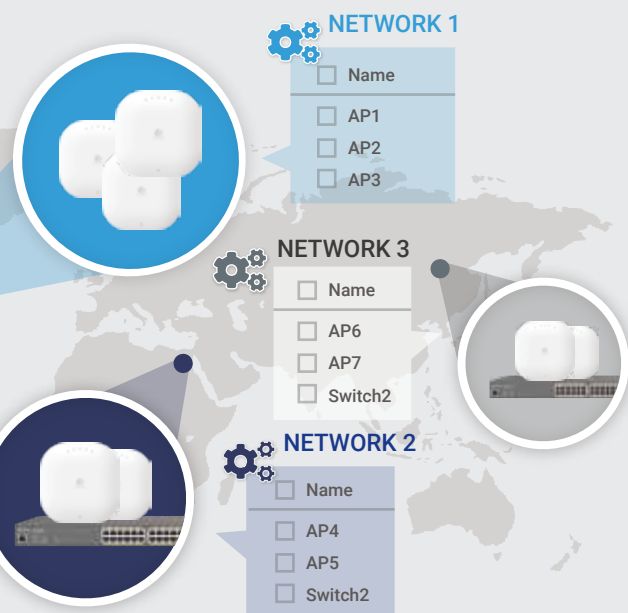 NETWORK 1
Name
AP1
AP2
AP3
NETWORK 3
Name
AP6
AP7
Switch2
NETWORK 2
Name
AP4
AP5
Switch2